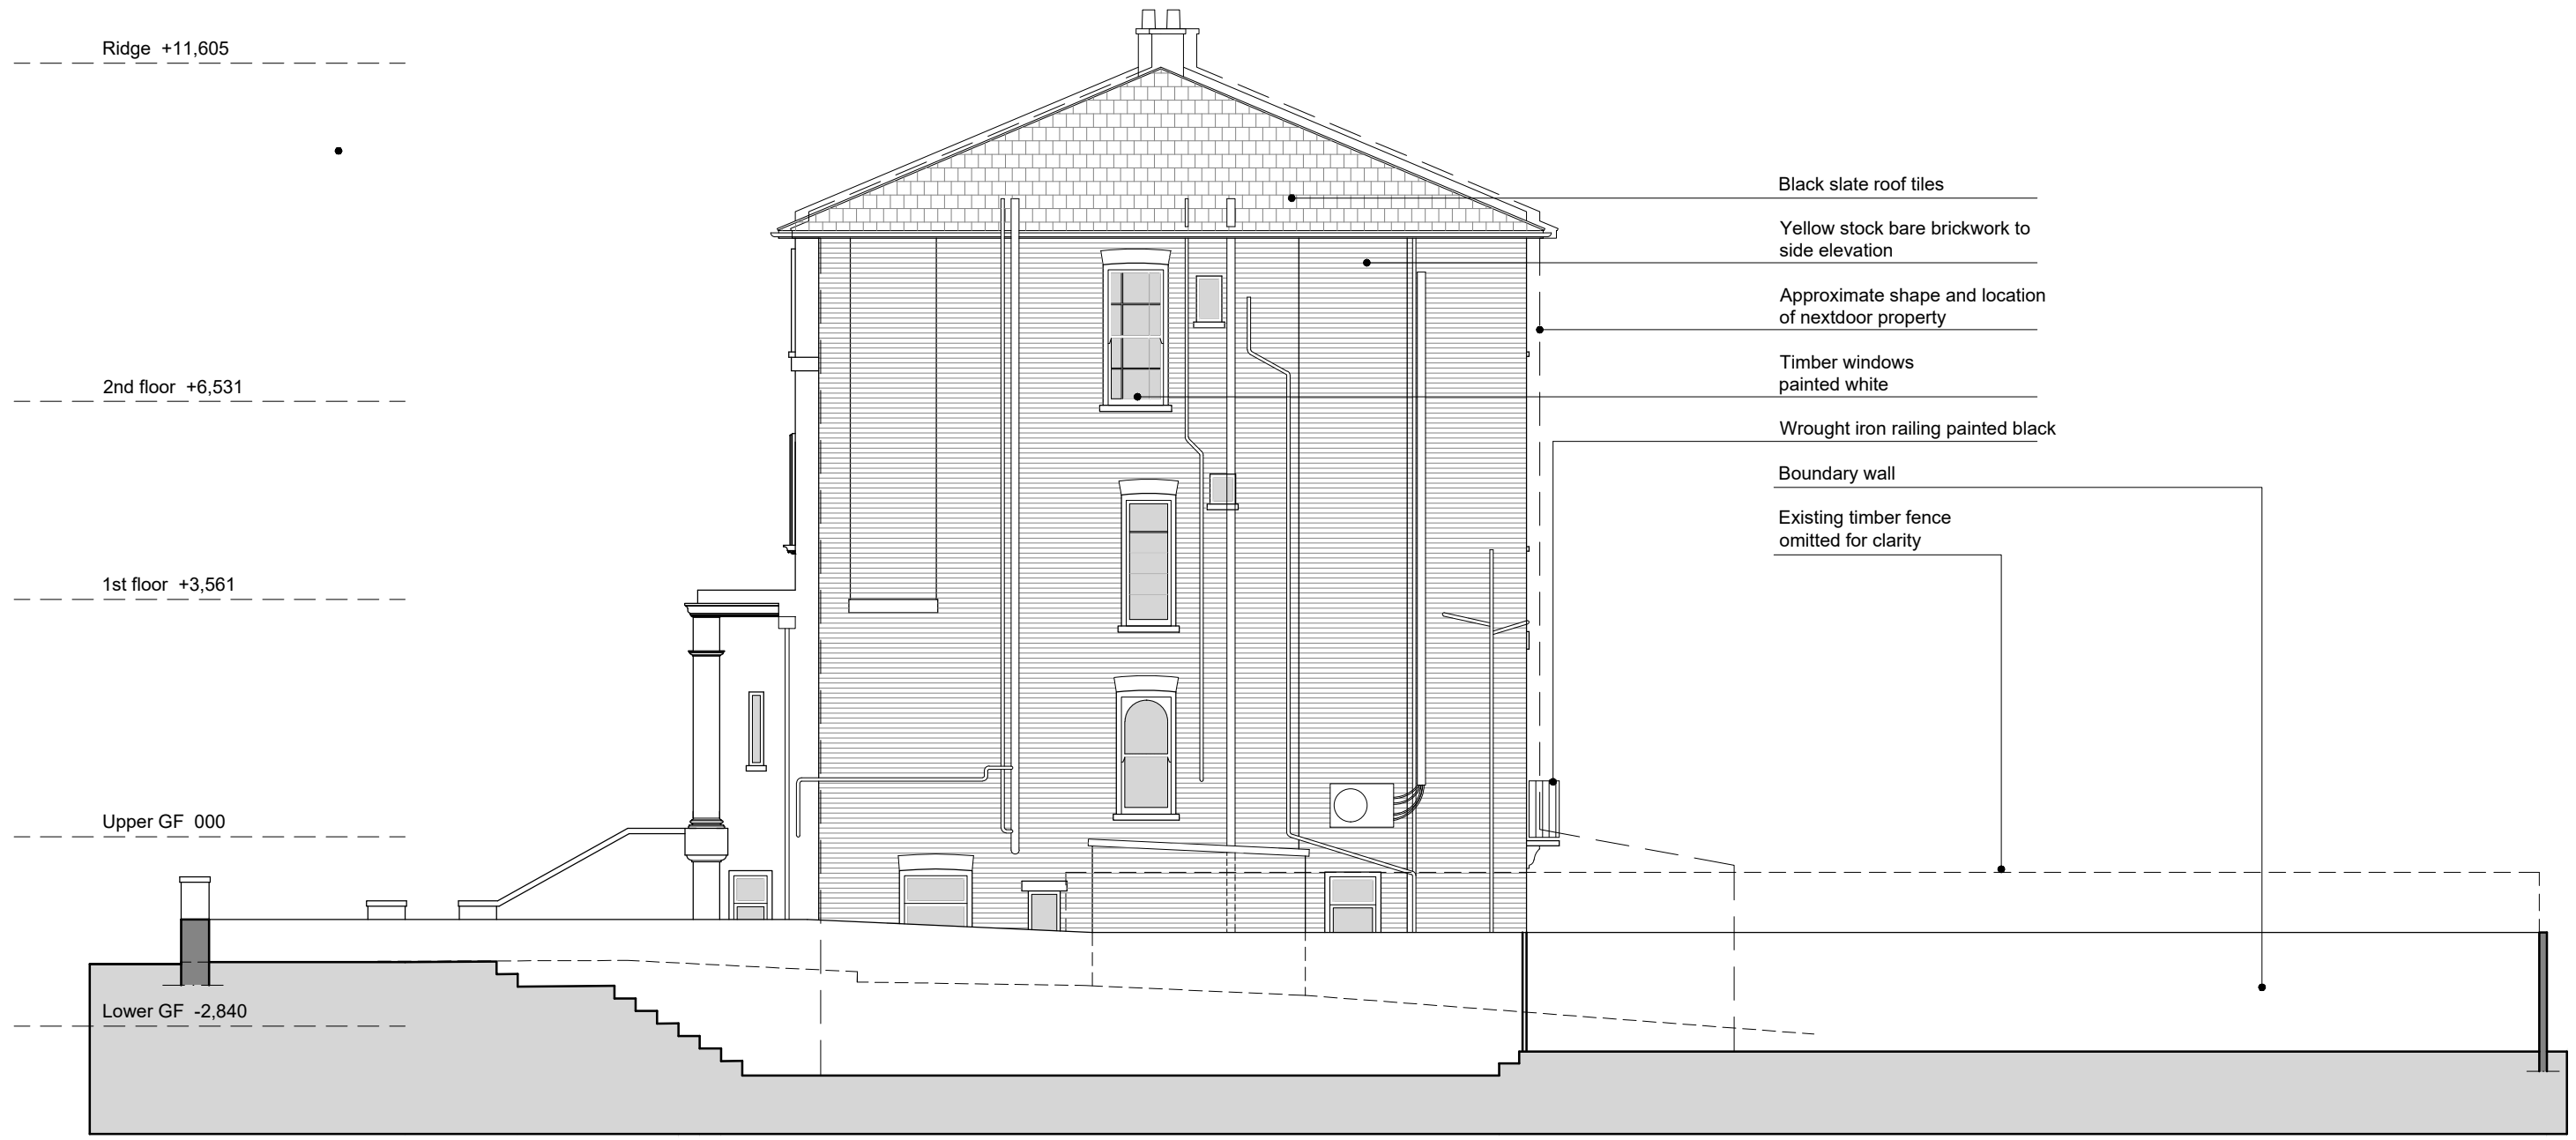 Ridge +11,605
2nd floor +6,531
1st floor +3,561
Upper GF 000
Lower GF -2,840
Black slate roof tiles
Yellow stock bare brickwork to
side elevation
Approximate shape and location
of nextdoor property
Timber windows
painted white
Wrought iron railing painted black
Boundary wall
Existing timber fence
omitted for clarity